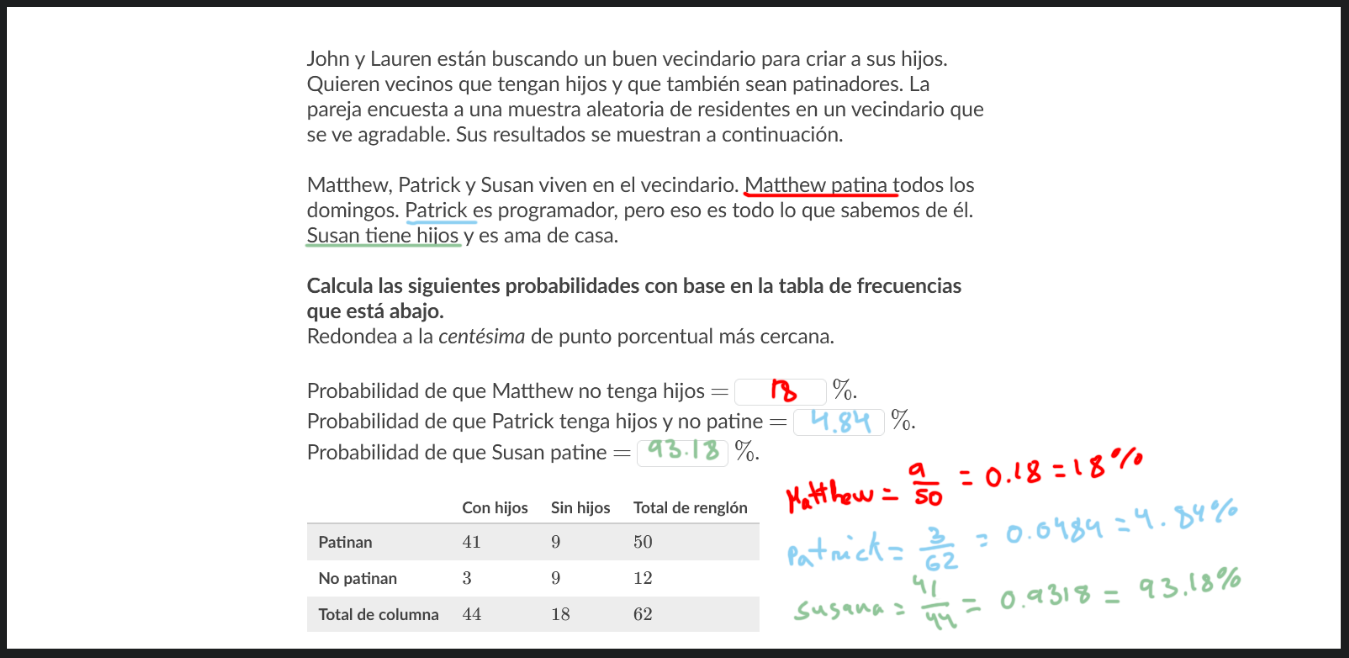 John y Lauren están buscando un buen vecindario para criar a sus hijos.
Quieren vecinos que tengan hijos y que también sean patinadores. La
pareja encuesta a una muestra aleatoria de residentes en un vecindario que
se ve agradable. Sus resultados se muestran a continuación.
Matthew, Patrick y Susan viven en el vecindario. Matthew patina todos los
domingos. Patrick es programador, pero eso es todo lo que sabemos de él.
Susan tiene hijos y es ama de casa.
Calcula las siguientes probabilidades con base en la tabla de frecuencias
que está abajo.
Redondea a la centésima de punto porcentual más cercana.
Probabilidad de que Matthew no tenga hijos = 18 %.
Probabilidad de que Patrick tenga hijos y no patine = 4.84 %.
Probabilidad de que Susan patine = 93.18 %.
Con hijos Sin hijos Total de renglón
Patinan 41 9 50
No patinan 3 9 12
Total de columna 44 18 62
Matthew = 9/50 = 0.18 = 18%
Patrick = 3/62 = 0.0484 = 4.84%
Susana = 41/44 = 0.9318 = 93.18%